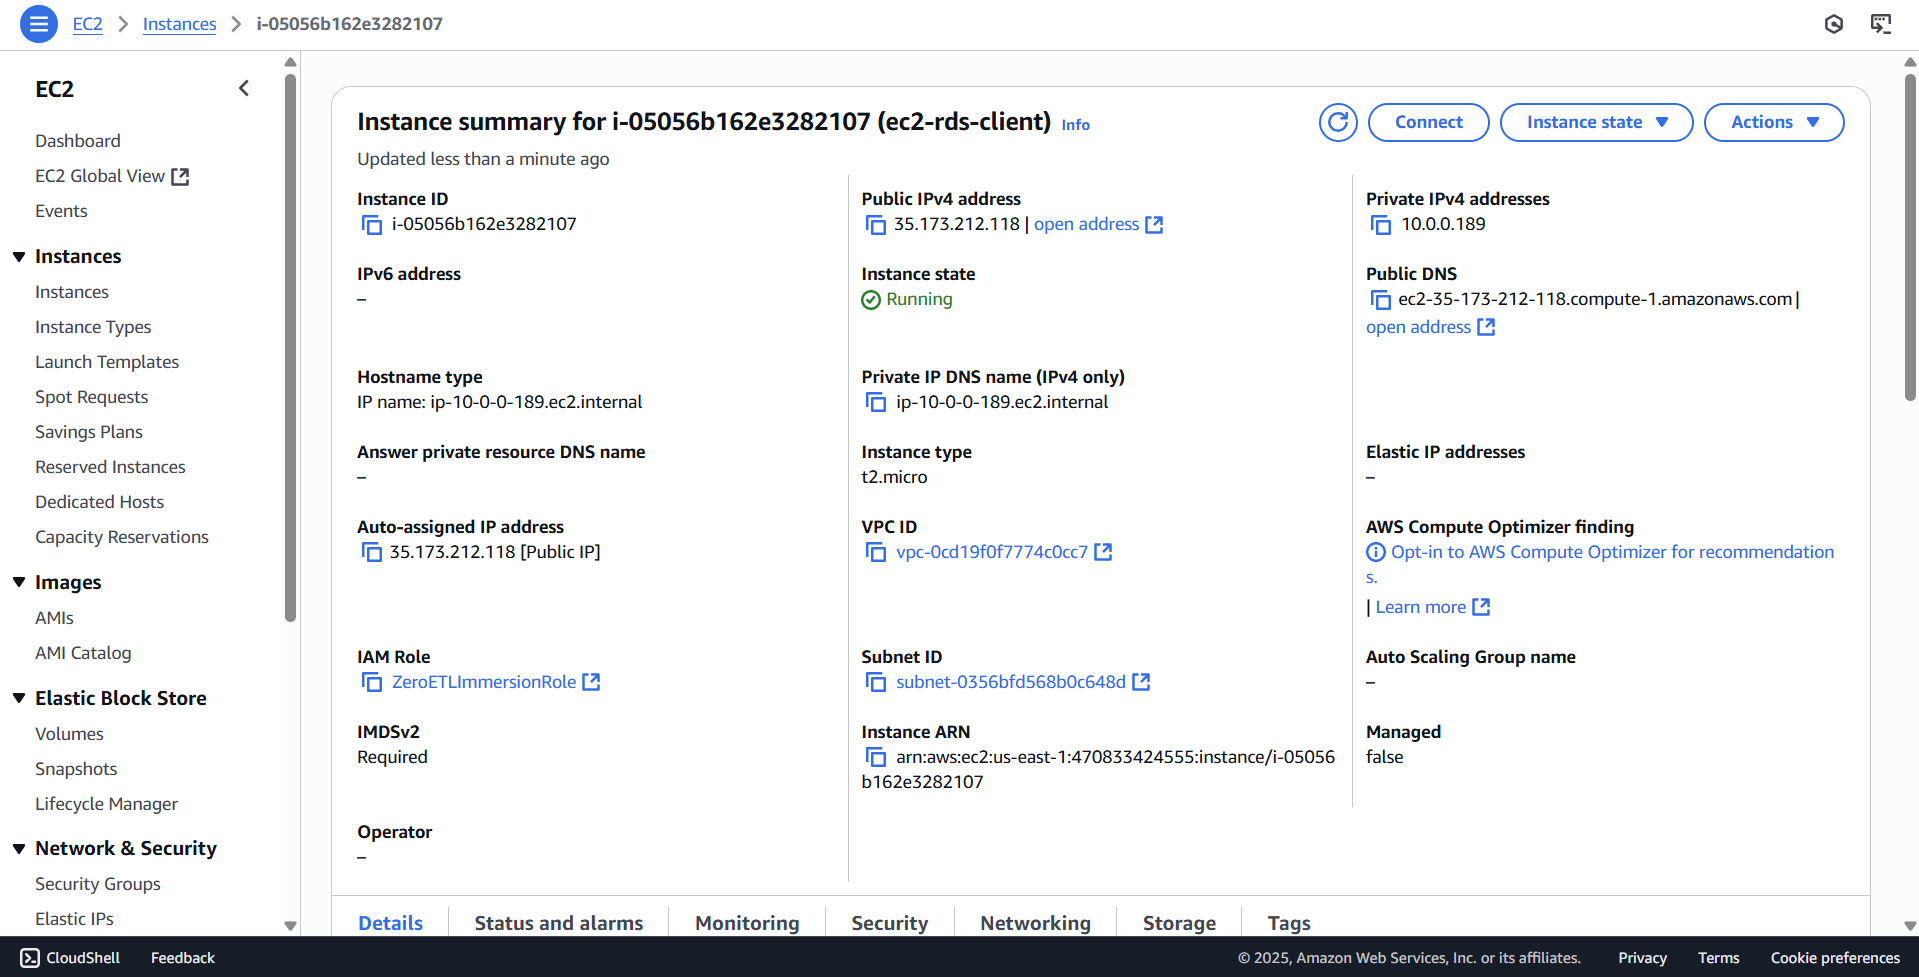 EC2 Instances i-05056b162e3282107
EC2
Dashboard
EC2 Global View
Events
Instances
Instances
Instance Types
Launch Templates
Spot Requests
Savings Plans
Reserved Instances
Dedicated Hosts
Capacity Reservations
Images
AMIs
AMI Catalog
Elastic Block Store
Volumes
Snapshots
Lifecycle Manager
Network & Security
Security Groups
Elastic IPs
Instance summary for i-05056b162e3282107 (ec2-rds-client) Info
Connect
Instance state
Actions
Updated less than a minute ago
Instance ID
i-05056b162e3282107
Public IPv4 address
35.173.212.118 | open address
Private IPv4 addresses
10.0.0.189
IPv6 address
–
Instance state
Running
Public DNS
ec2-35-173-212-118.compute-1.amazonaws.com |
open address
Hostname type
IP name: ip-10-0-0-189.ec2.internal
Private IP DNS name (IPv4 only)
ip-10-0-0-189.ec2.internal
Answer private resource DNS name
–
Instance type
t2.micro
Elastic IP addresses
–
Auto-assigned IP address
35.173.212.118 [Public IP]
VPC ID
vpc-0cd19f0f7774c0cc7
AWS Compute Optimizer finding
Opt-in to AWS Compute Optimizer for recommendation
s.
| Learn more
IAM Role
ZeroETLImmersionRole
Subnet ID
subnet-0356bfd568b0c648d
Auto Scaling Group name
–
IMDSv2
Required
Instance ARN
arn:aws:ec2:us-east-1:470833424555:instance/i-05056
b162e3282107
Managed
false
Operator
–
Details
Status and alarms
Monitoring
Security
Networking
Storage
Tags
CloudShell
Feedback
© 2025, Amazon Web Services, Inc. or its affiliates.
Privacy
Terms
Cookie preferences